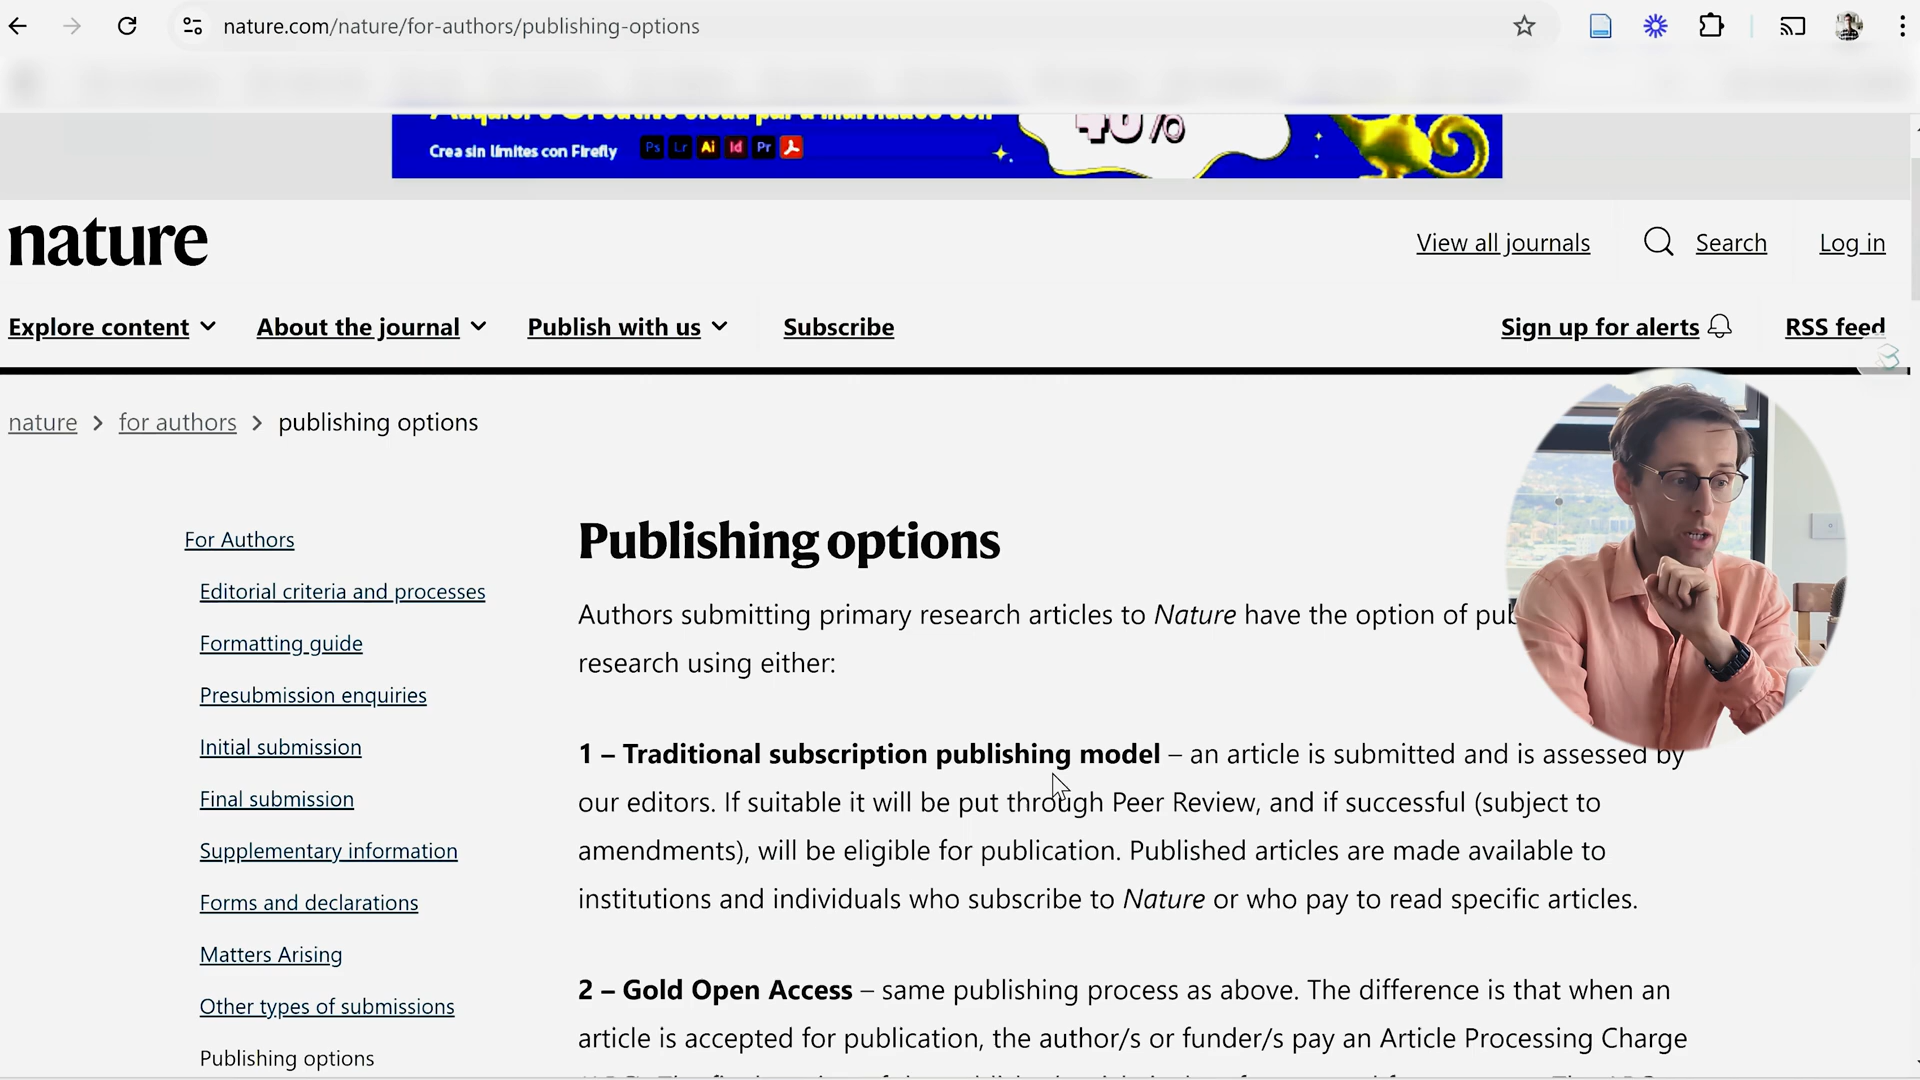 nature.com/nature/for-authors/publishing-options
40%
Crea sin límites con Firefly
Ps Lr Ai Id Pr
nature
View all journals
Search
Log in
Explore content
About the journal
Publish with us
Subscribe
Sign up for alerts
RSS feed
nature > for authors > publishing options
For Authors
Editorial criteria and processes
Formatting guide
Presubmission enquiries
Initial submission
Final submission
Supplementary information
Forms and declarations
Matters Arising
Other types of submissions
Publishing options
Publishing options
Authors submitting primary research articles to Nature have the option of
research using either:
1 – Traditional subscription publishing model – an article is submitted and is assessed by
our editors. If suitable it will be put through Peer Review, and if successful (subject to
amendments), will be eligible for publication. Published articles are made available to
institutions and individuals who subscribe to Nature or who pay to read specific articles.
2 – Gold Open Access – same publishing process as above. The difference is that when an
article is accepted for publication, the author/s or funder/s pay an Article Processing Charge